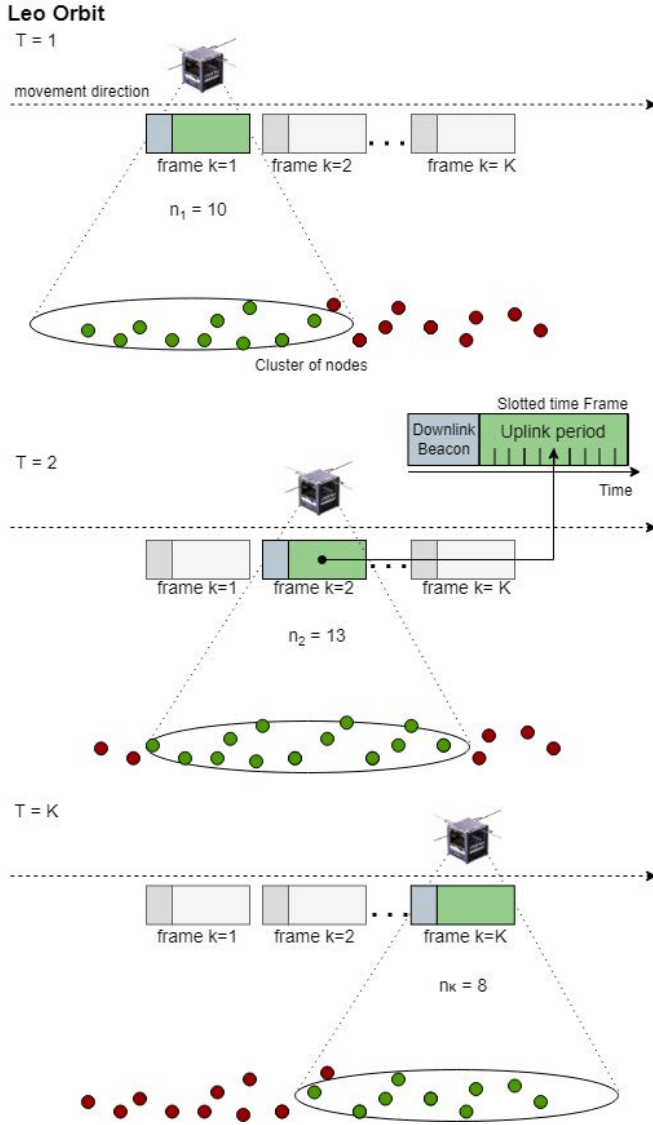 Leo Orbit
T = 1
movement direction
frame k=1
frame k=2
frame k= K
n₁ = 10
Cluster of nodes
Slotted time Frame
Downlink Beacon
Uplink period
Time
T = 2
frame k=1
frame k=2
frame k= K
n₂ = 13
T = K
frame k=1
frame k=2
frame k=K
nκ = 8